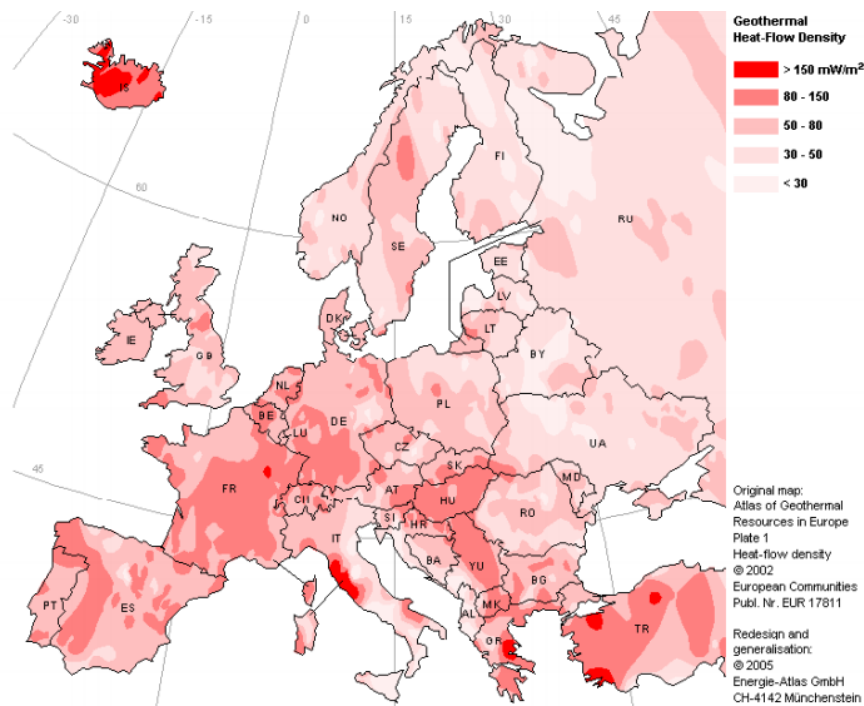 -30
-15
0
15
30
45
60
45
IS
NO
SE
FI
RU
EE
LV
LT
DK
IE
GB
BY
NL
BE
DE
PL
LU
CZ
UA
SK
FR
CH
AT
HU
MD
RO
SI
HR
IT
BA
YU
BG
PT
ES
MK
AL
GR
TR
Geothermal
Heat-Flow Density
> 150 mW/m²
80 - 150
50 - 80
30 - 50
< 30
Original map:
Atlas of Geothermal
Resources in Europe
Plate 1
Heat-flow density
© 2002
European Communities
Publ. Nr. EUR 17811
Redesign and
generalisation:
© 2005
Energie-Atlas GmbH
CH-4142 Münchenstein